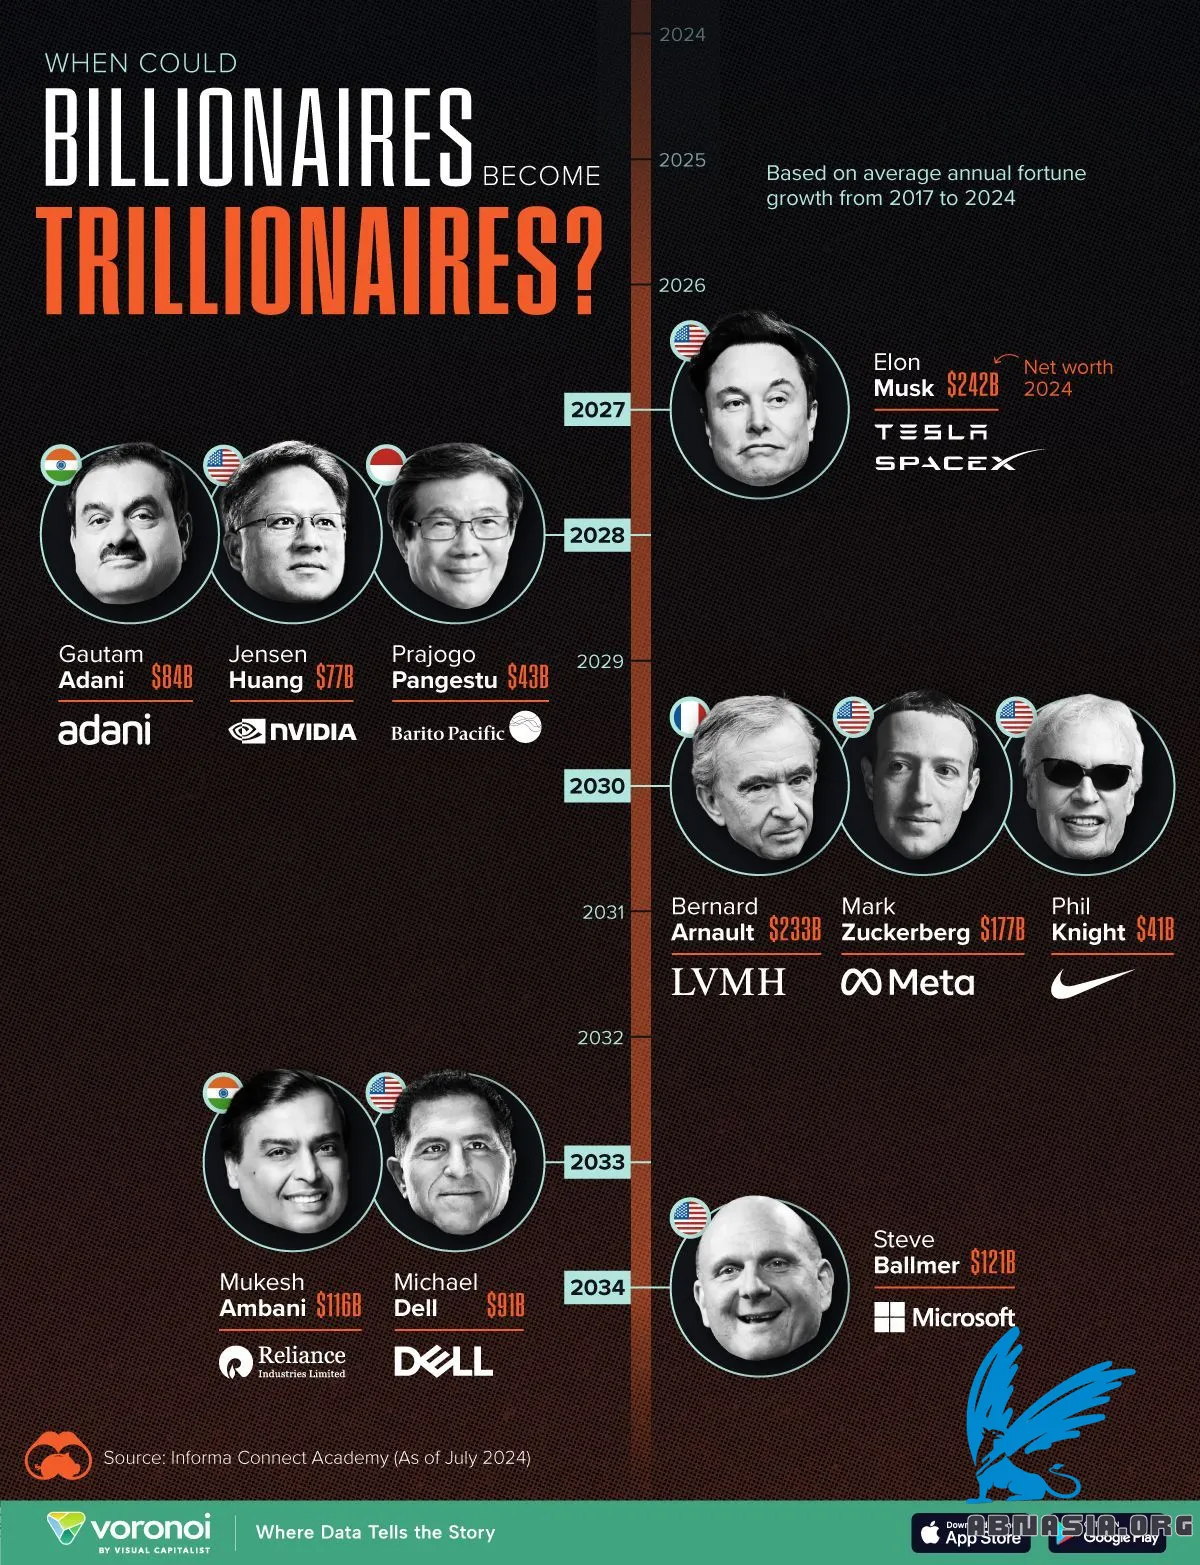 WHEN COULD
BILLIONAIRES BECOME
TRILLIONAIRES?
2024
2025
Based on average annual fortune
growth from 2017 to 2024
2026
Elon
Musk $242B
Net worth
2024
TESLA
SPACEX
2027
2028
Gautam
Adani $84B
adani
Jensen
Huang $77B
NVIDIA
Prajogo
Pangestu $43B
Barito Pacific
2029
2030
Bernard
Arnault $233B
LVMH
Mark
Zuckerberg $177B
Meta
Phil
Knight $41B
2031
2032
2033
Mukesh
Ambani $116B
Reliance
Industries Limited
Michael
Dell $91B
DELL
2034
Steve
Ballmer $121B
Microsoft
Source: Informa Connect Academy (As of July 2024)
voronoi
BY VISUAL CAPITALIST
Where Data Tells the Story
App Store
Google Play
ABNASIA.ORG